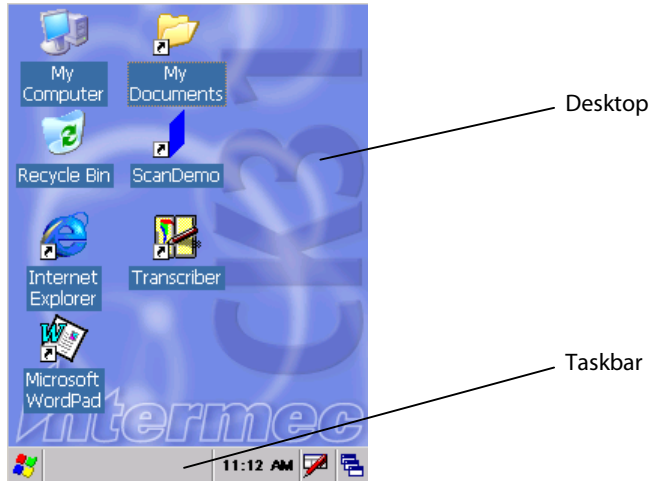 My
Computer
My
Documents
Recycle Bin
ScanDemo
Internet
Explorer
Transcriber
Microsoft
WordPad
CK31
Intermec
11:12 AM
Desktop
Taskbar